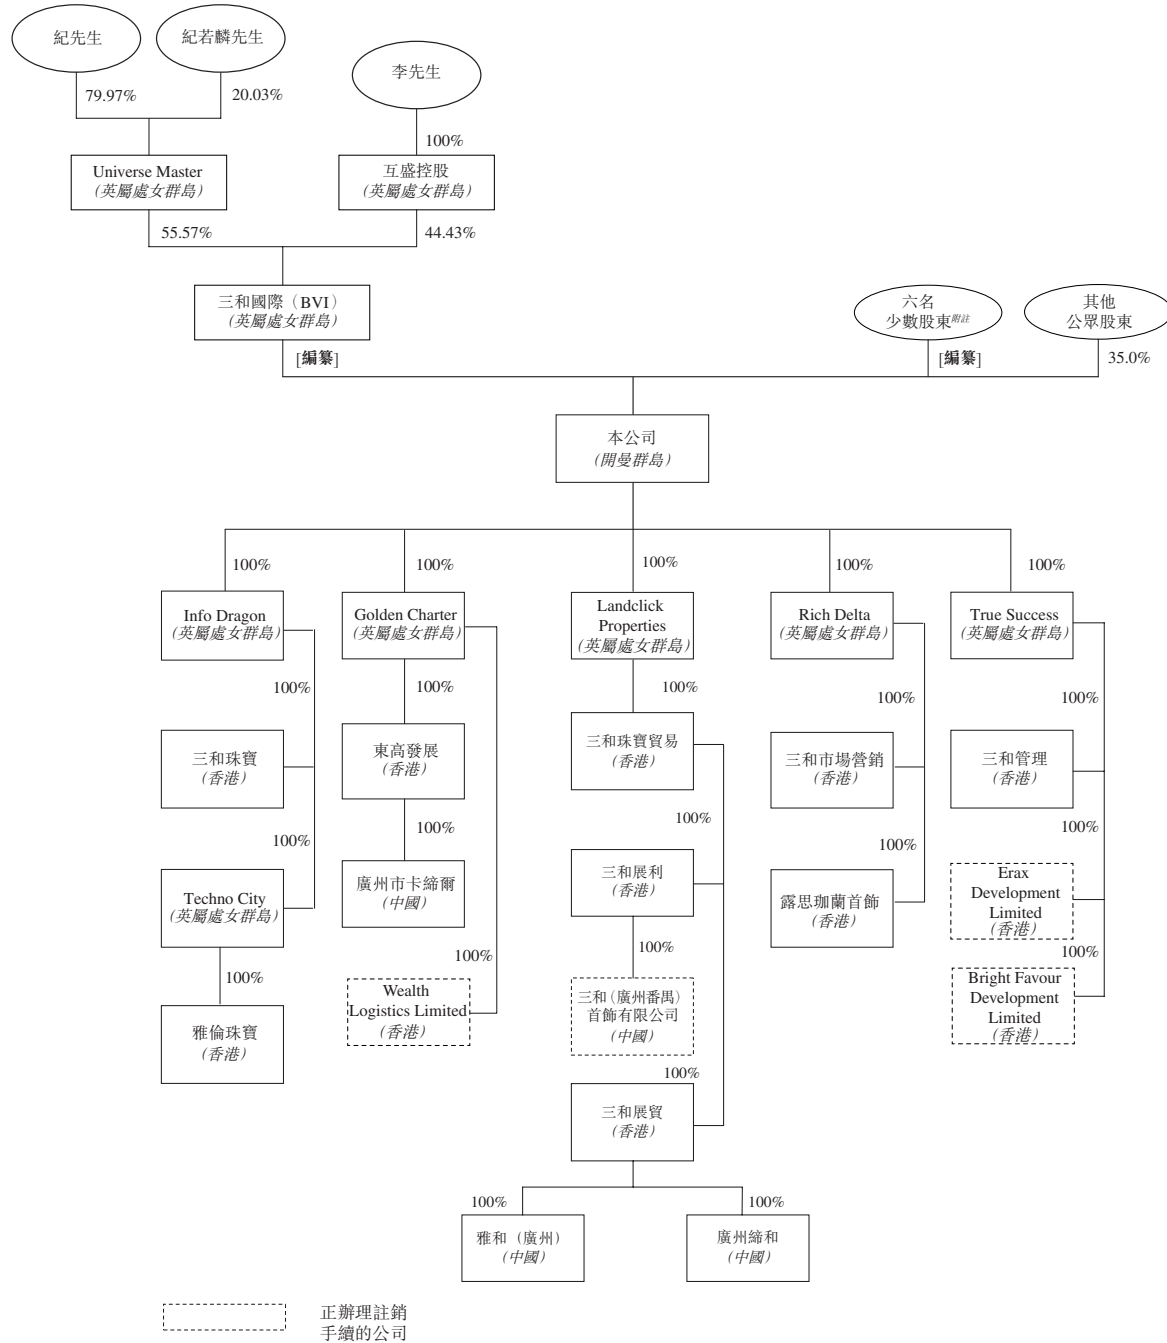 紀先生
紀若麟先生
李先生
79.97%
20.03%
100%
Universe Master
(英屬處女群島)
互盛控股
(英屬處女群島)
55.57%
44.43%
三和國際（BVI）
(英屬處女群島)
六名
少數股東附註
其他
公眾股東
[編纂]
[編纂]
35.0%
本公司
(開曼群島)
100%
100%
100%
100%
100%
Info Dragon
(英屬處女群島)
Golden Charter
(英屬處女群島)
Landclick
Properties
(英屬處女群島)
Rich Delta
(英屬處女群島)
True Success
(英屬處女群島)
100%
100%
100%
100%
100%
三和珠寶
(香港)
東高發展
(香港)
三和珠寶貿易
(香港)
三和市場營銷
(香港)
三和管理
(香港)
100%
100%
100%
100%
100%
Techno City
(英屬處女群島)
廣州市卡締爾
(中國)
三和展利
(香港)
露思珈蘭首飾
(香港)
Erax
Development
Limited
(香港)
100%
100%
100%
100%
雅倫珠寶
(香港)
Wealth
Logistics Limited
(香港)
三和（廣州番禺）
首飾有限公司
(中國)
Bright Favour
Development
Limited
(香港)
100%
三和展貿
(香港)
100%
100%
雅和（廣州）
(中國)
廣州締和
(中國)
正辦理註銷
手續的公司